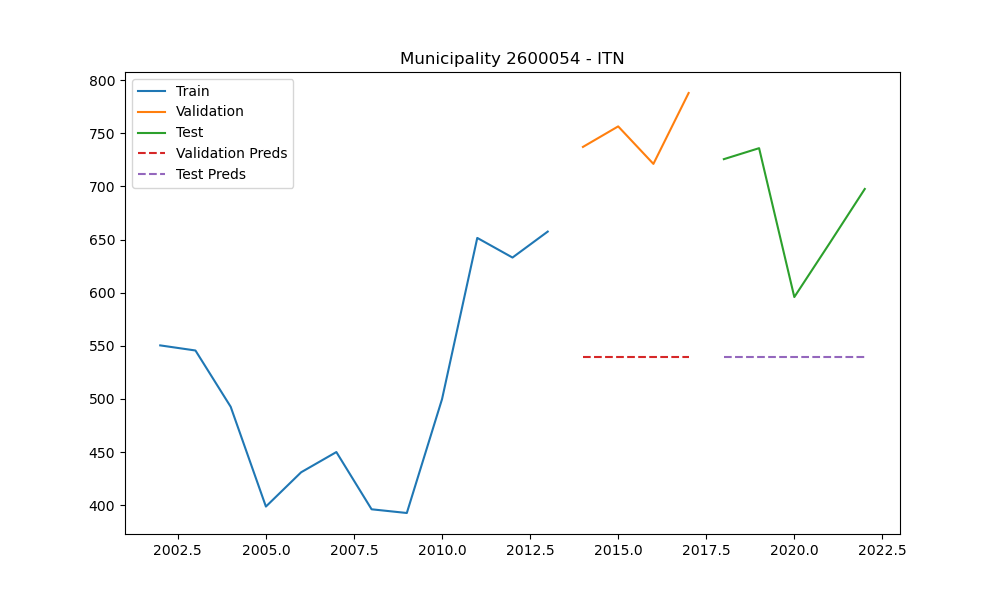 Municipality 2600054 - ITN
Train
Validation
Test
Validation Preds
Test Preds
800
750
700
650
600
550
500
450
400
2002.5 2005.0 2007.5 2010.0 2012.5 2015.0 2017.5 2020.0 2022.5